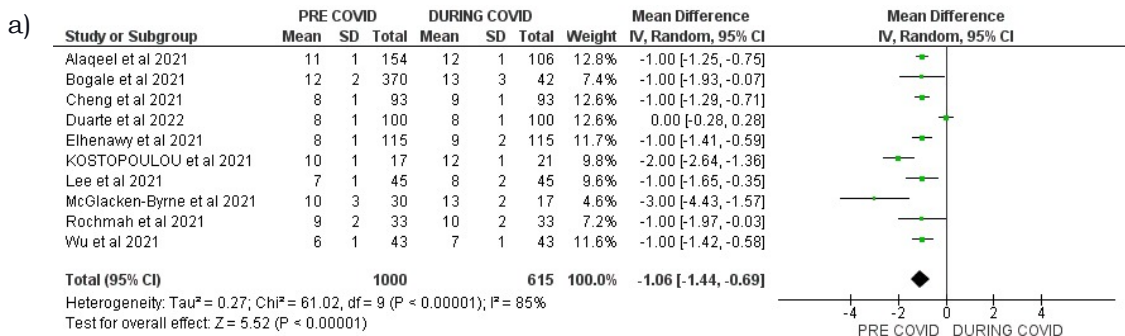 a)
PRE COVID DURING COVID Mean Difference Mean Difference
Study or Subgroup Mean SD Total Mean SD Total Weight IV, Random, 95% CI IV, Random, 95% CI
Alaqeel et al 2021 11 1 154 12 1 106 12.8% -1.00 [-1.25, -0.75]
Bogale et al 2021 12 2 370 13 3 42 7.4% -1.00 [-1.93, -0.07]
Cheng et al 2021 8 1 93 9 1 93 12.6% -1.00 [-1.29, -0.71]
Duarte et al 2022 8 1 100 8 1 100 12.6% 0.00 [-0.28, 0.28]
Elhenawy et al 2021 8 1 115 9 2 115 11.7% -1.00 [-1.41, -0.59]
KOSTOPOULOU et al 2021 10 1 17 12 1 21 9.8% -2.00 [-2.64, -1.36]
Lee et al 2021 7 1 45 8 2 45 9.6% -1.00 [-1.65, -0.35]
McGlacken-Byrne et al 2021 10 3 30 13 2 17 4.6% -3.00 [-4.43, -1.57]
Rochmah et al 2021 9 2 33 10 2 33 7.2% -1.00 [-1.97, -0.03]
Wu et al 2021 6 1 43 7 1 43 11.6% -1.00 [-1.42, -0.58]
Total (95% CI) 1000 615 100.0% -1.06 [-1.44, -0.69]
Heterogeneity: Tau² = 0.27; Chi² = 61.02, df = 9 (P < 0.00001); I² = 85%
Test for overall effect: Z = 5.52 (P < 0.00001)
-4 -2 0 2 4
PRE COVID DURING COVID